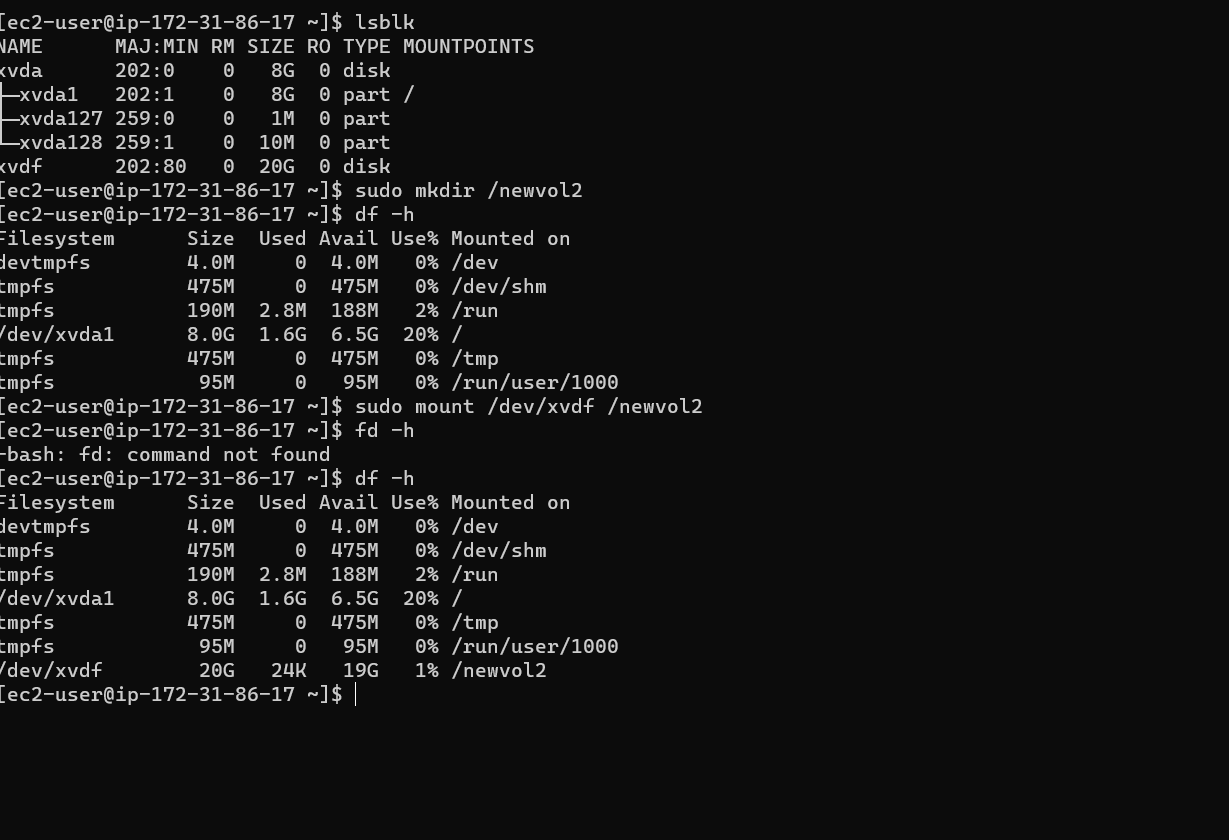 [ec2-user@ip-172-31-86-17 ~]$ lsblk
NAME      MAJ:MIN RM SIZE RO TYPE MOUNTPOINTS
xvda      202:0    0   8G  0 disk
├─xvda1   202:1    0   8G  0 part /
├─xvda127 259:0    0   1M  0 part
└─xvda128 259:1    0  10M  0 part
xvdf      202:80   0  20G  0 disk
[ec2-user@ip-172-31-86-17 ~]$ sudo mkdir /newvol2
[ec2-user@ip-172-31-86-17 ~]$ df -h
Filesystem      Size  Used Avail Use% Mounted on
devtmpfs        4.0M     0  4.0M   0% /dev
tmpfs           475M     0  475M   0% /dev/shm
tmpfs           190M  2.8M  188M   2% /run
/dev/xvda1      8.0G  1.6G  6.5G  20% /
tmpfs           475M     0  475M   0% /tmp
tmpfs            95M     0   95M   0% /run/user/1000
[ec2-user@ip-172-31-86-17 ~]$ sudo mount /dev/xvdf /newvol2
[ec2-user@ip-172-31-86-17 ~]$ fd -h
-bash: fd: command not found
[ec2-user@ip-172-31-86-17 ~]$ df -h
Filesystem      Size  Used Avail Use% Mounted on
devtmpfs        4.0M     0  4.0M   0% /dev
tmpfs           475M     0  475M   0% /dev/shm
tmpfs           190M  2.8M  188M   2% /run
/dev/xvda1      8.0G  1.6G  6.5G  20% /
tmpfs           475M     0  475M   0% /tmp
tmpfs            95M     0   95M   0% /run/user/1000
/dev/xvdf        20G   24K   19G   1% /newvol2
[ec2-user@ip-172-31-86-17 ~]$